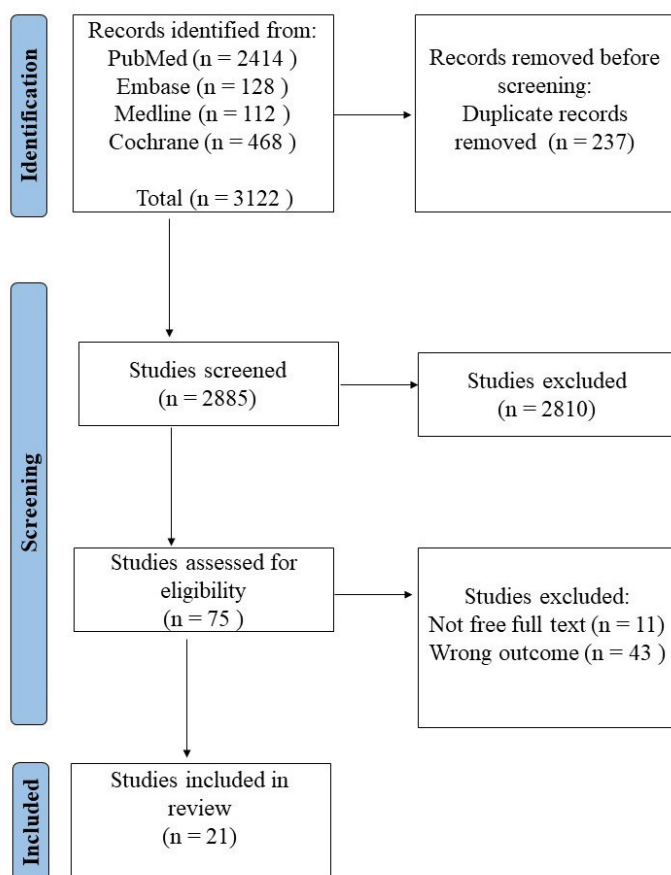 Identification
Records identified from:
PubMed (n = 2414 )
Embase (n = 128 )
Medline (n = 112 )
Cochrane (n = 468 )
Total (n = 3122 )
Records removed before
screening:
Duplicate records
removed (n = 237)
Screening
Studies screened
(n = 2885)
Studies excluded
(n = 2810)
Studies assessed for
eligibility
(n = 75 )
Studies excluded:
Not free full text (n = 11)
Wrong outcome (n = 43 )
Included
Studies included in
review
(n = 21)